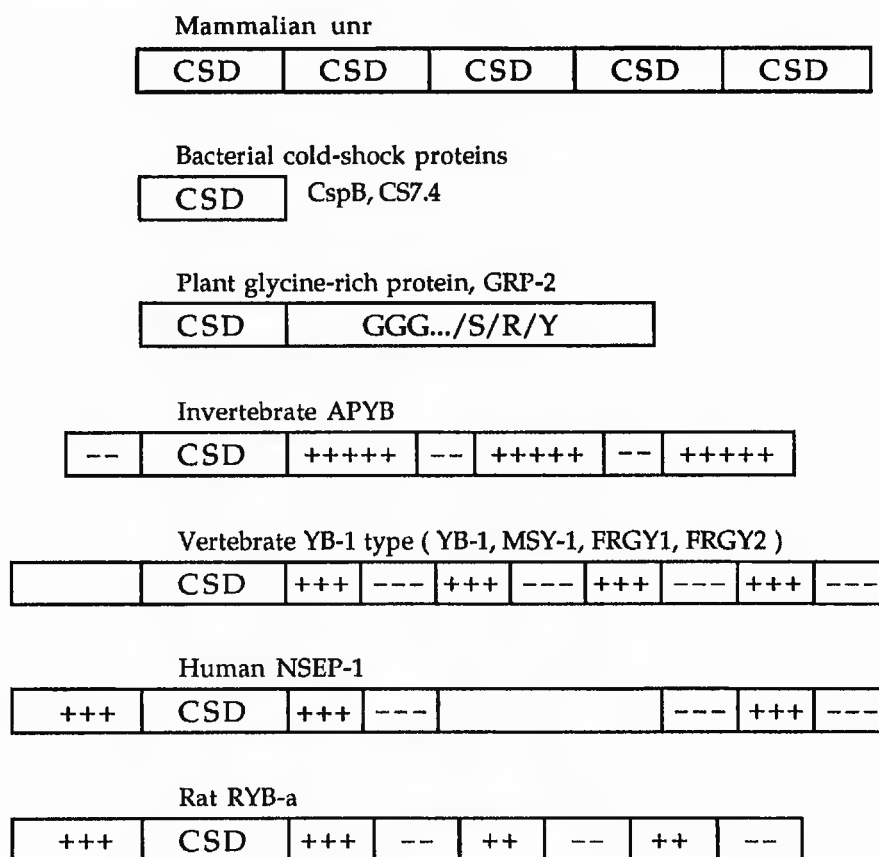 Mammalian unr
CSD CSD CSD CSD CSD
Bacterial cold-shock proteins
CSD CspB, CS7.4
Plant glycine-rich protein, GRP-2
CSD GGG.../S/R/Y
Invertebrate APYB
-- CSD +++++ -- +++++ -- +++++
Vertebrate YB-1 type ( YB-1, MSY-1, FRGY1, FRGY2 )
CSD +++ --- +++ --- +++ --- +++ ---
Human NSEP-1
+++ CSD +++ --- --- +++ ---
Rat RYB-a
+++ CSD +++ -- ++ -- ++ --